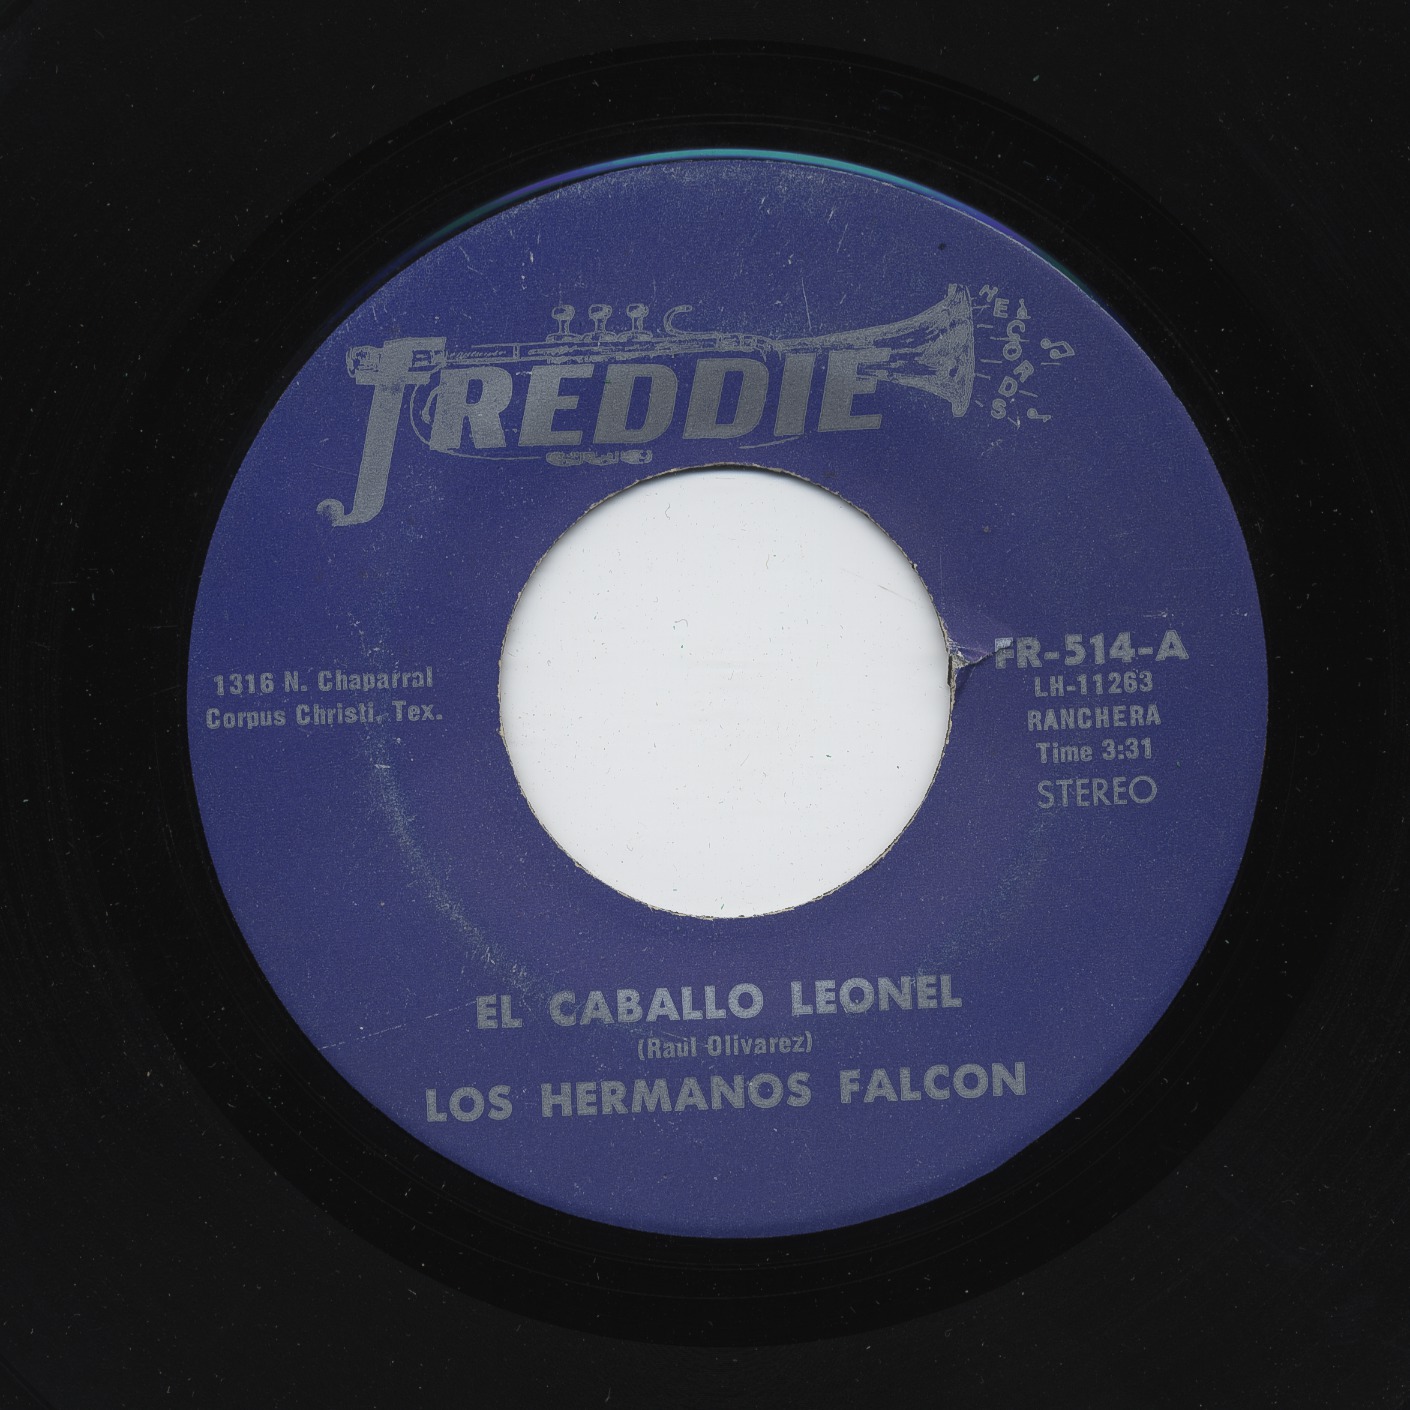 FREDDIE
RECORDS
1316 N. Chaparral
Corpus Christi, Tex.
FR-514-A
LH-11263
RANCHERA
Time 3:31
STEREO
EL CABALLO LEONEL
(Raul Olivarez)
LOS HERMANOS FALCON